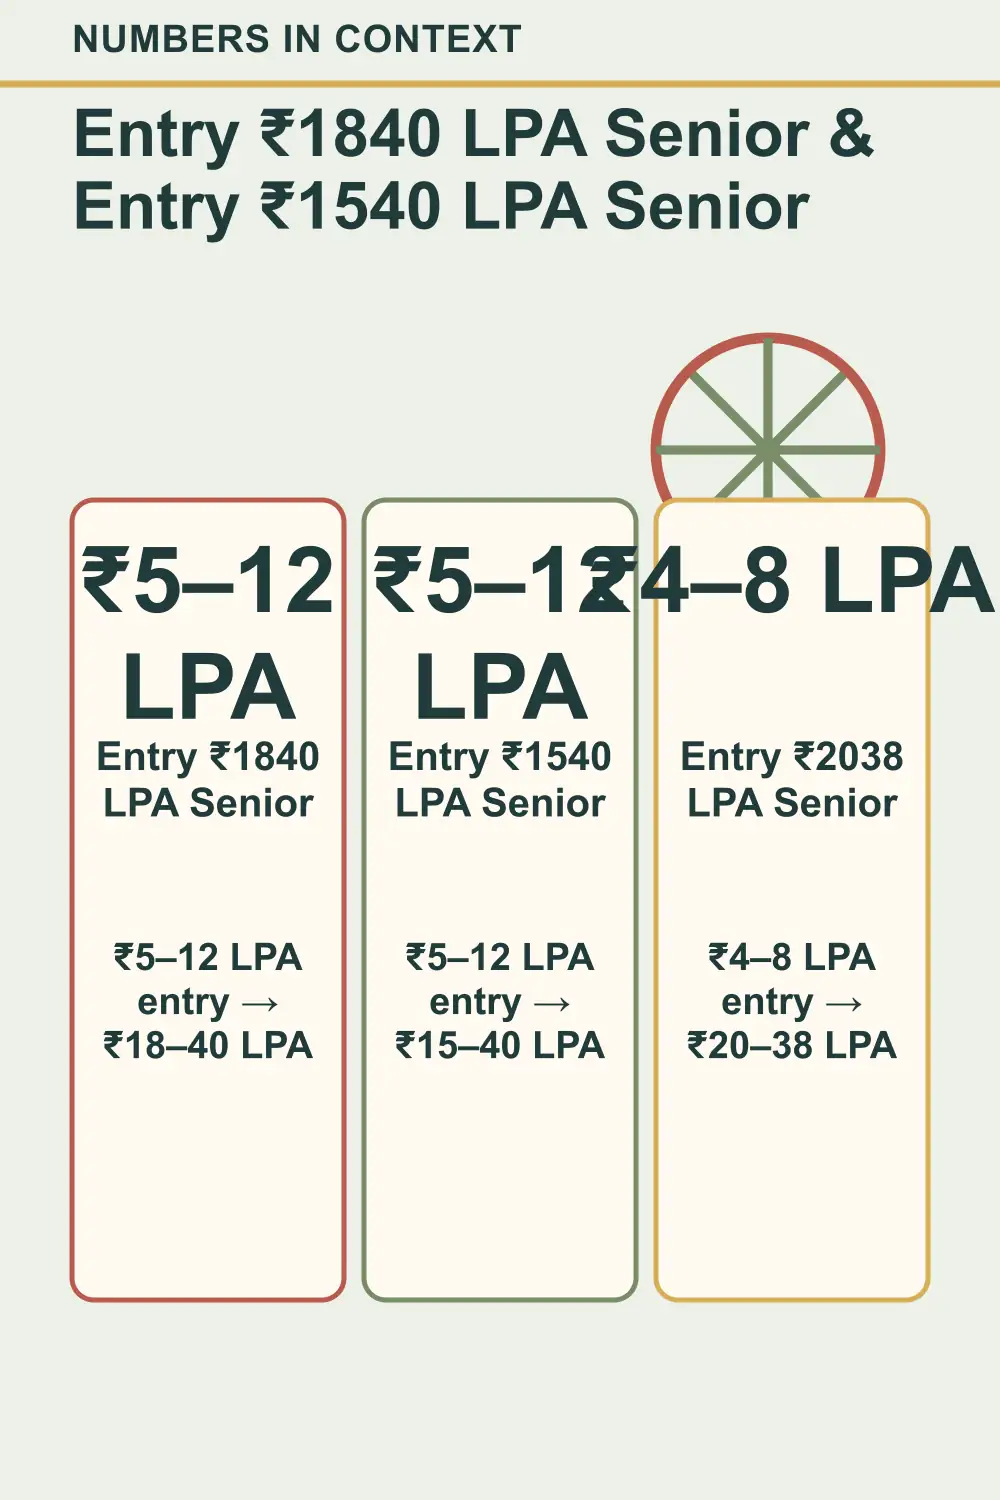 NUMBERS IN CONTEXT
Entry ₹1840 LPA Senior &
Entry ₹1540 LPA Senior
₹5–12
LPA
Entry ₹1840
LPA Senior
₹5–12 LPA
entry →
₹18–40 LPA
₹5–12
LPA
Entry ₹1540
LPA Senior
₹5–12 LPA
entry →
₹15–40 LPA
₹4–8 LPA
Entry ₹2038
LPA Senior
₹4–8 LPA
entry →
₹20–38 LPA